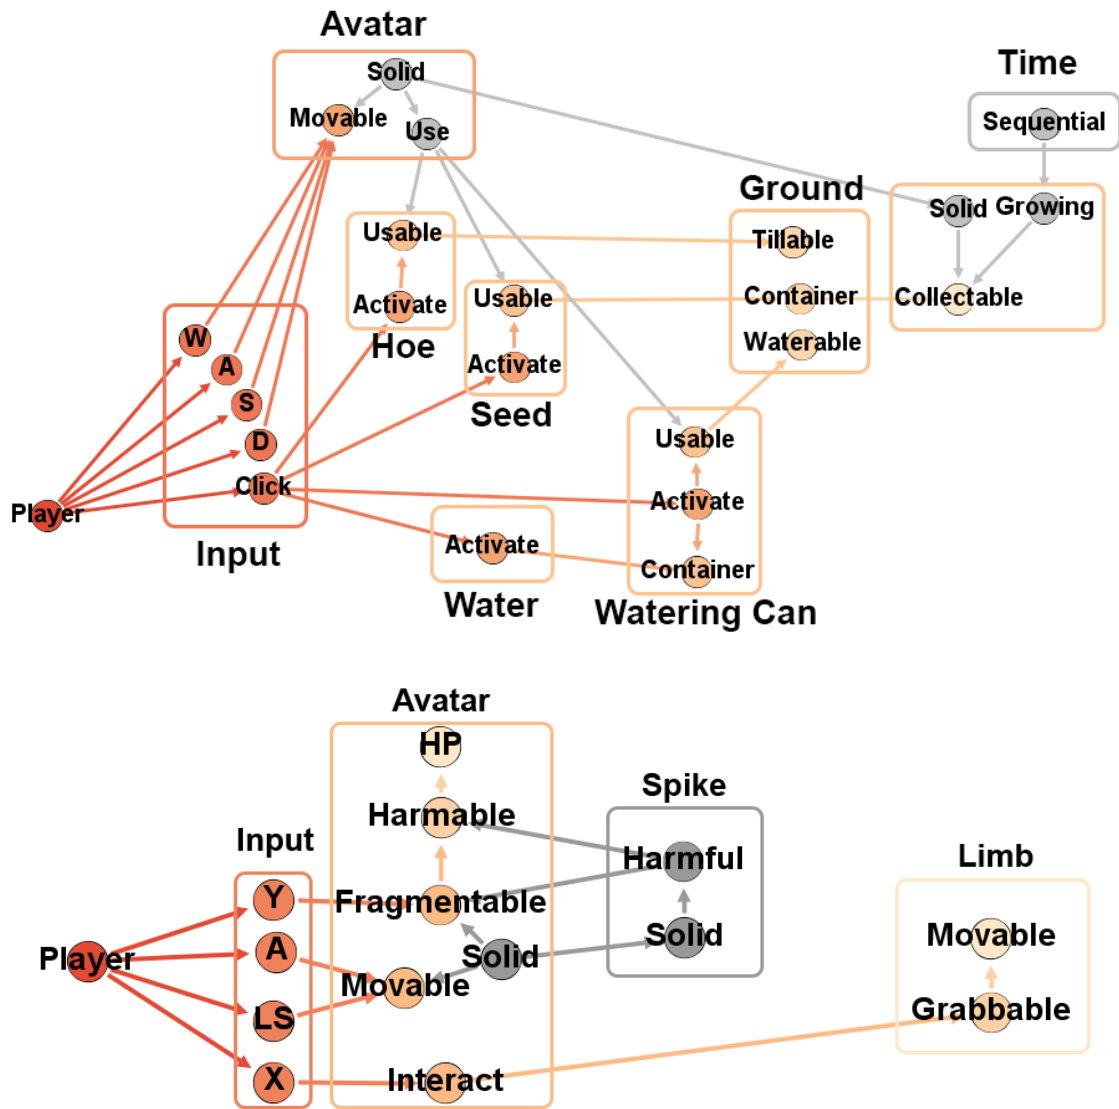 Avatar
Solid
Movable
Use
Time
Sequential
Ground
Tillable
Container
Waterable
Solid
Growing
Collectable
Usable
Activate
Hoe
Usable
Activate
Seed
W
A
S
D
Click
Player
Input
Activate
Water
Usable
Activate
Container
Watering Can
Avatar
HP
Harmable
Fragmentable
Solid
Movable
Interact
Spike
Harmful
Solid
Input
Y
A
LS
X
Player
Limb
Movable
Grabbable